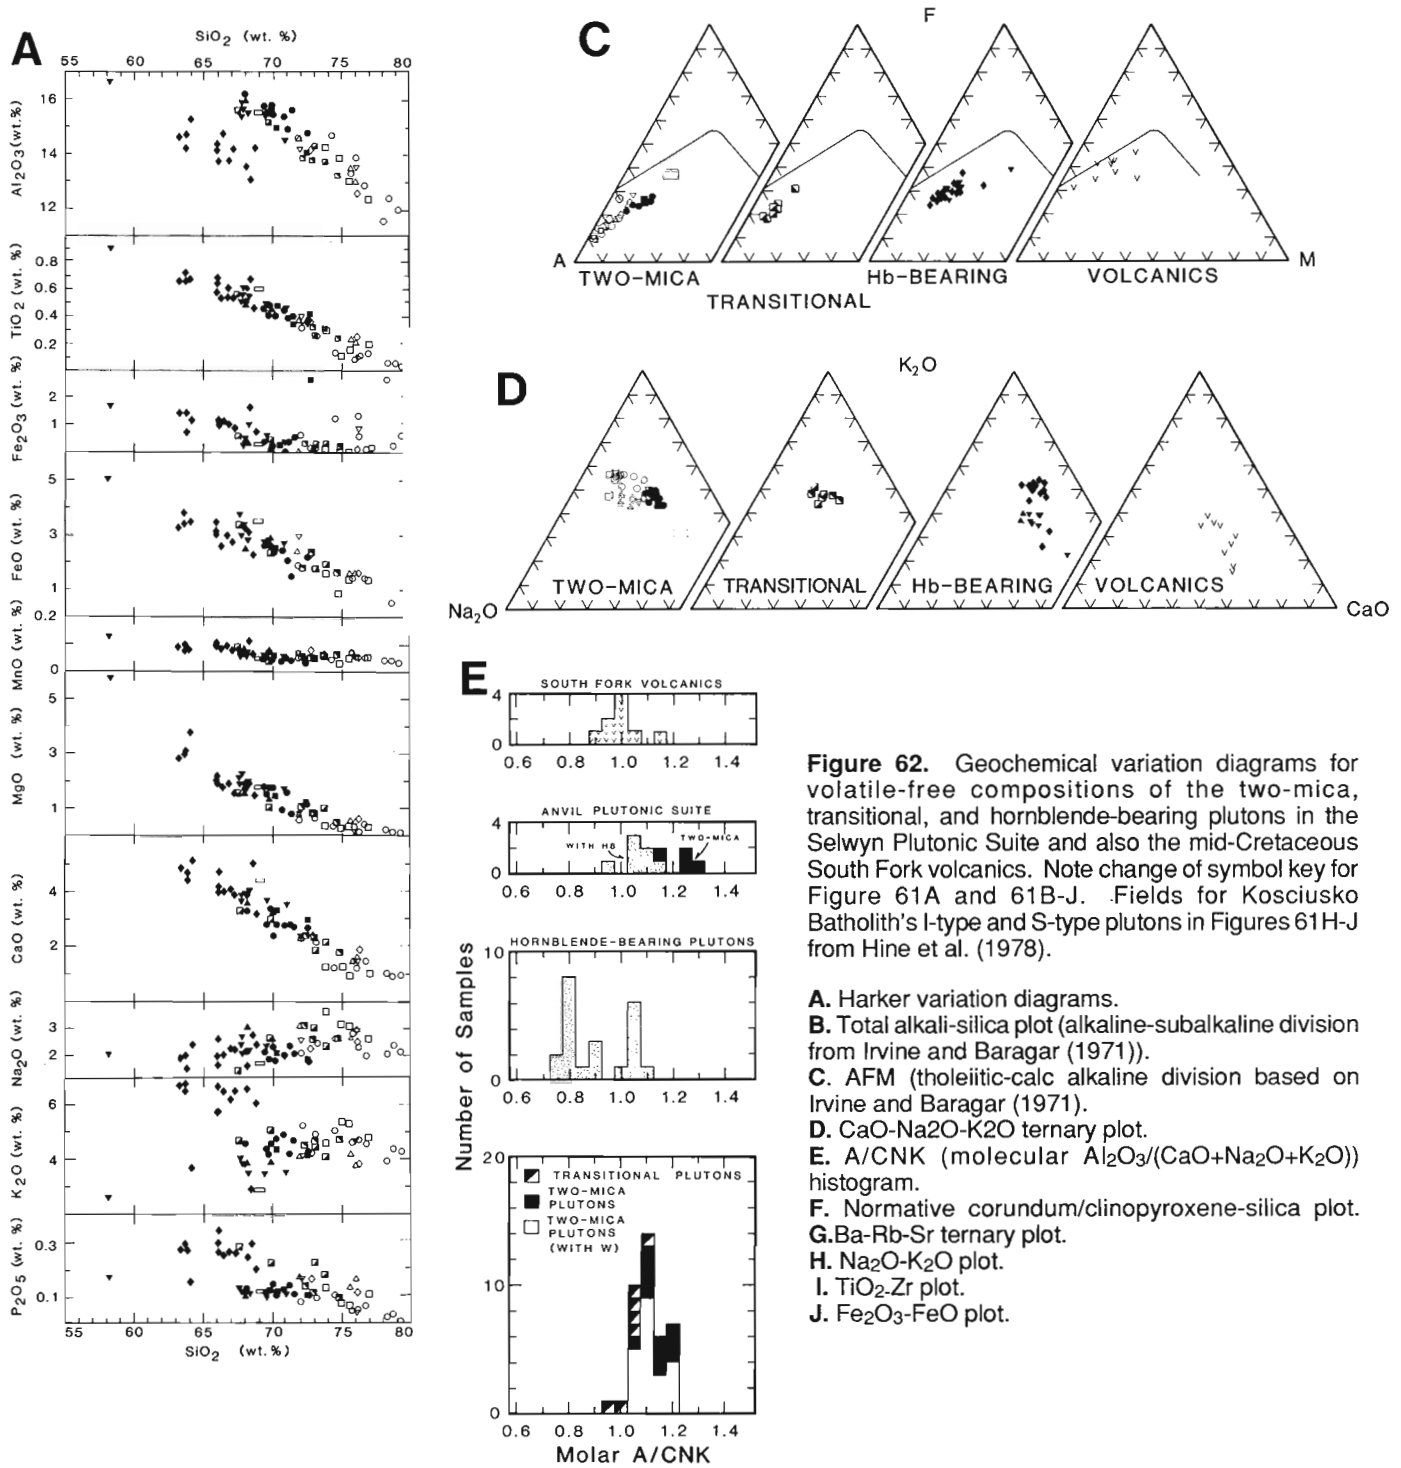 A
SiO2 (wt. %)
55 60 65 70 75 80
Al2O3 (wt.%)
16
14
12
TiO2 (wt. %)
0.8
0.6
0.4
0.2
Fe2O3 (wt. %)
2
1
FeO (wt. %)
5
3
1
MnO (wt. %)
0.2
0
MgO (wt. %)
5
3
1
CaO (wt. %)
4
2
Na2O (wt. %)
3
2
K2O (wt. %)
6
4
P2O5 (wt. %)
0.3
0.1
55 60 65 70 75 80
SiO2 (wt.%)
C
F
A
M
TWO-MICA
TRANSITIONAL
Hb-BEARING
VOLCANICS
D
K2O
Na2O
CaO
TWO-MICA
TRANSITIONAL
Hb-BEARING
VOLCANICS
E
SOUTH FORK VOLCANICS
4
0
0.6 0.8 1.0 1.2 1.4
ANVIL PLUTONIC SUITE
4
WITH HB
TWO-MICA
0
0.6 0.8 1.0 1.2 1.4
HORNBLENDE-BEARING PLUTONS
10
0
0.6 0.8 1.0 1.2 1.4
Number of Samples
20
TRANSITIONAL PLUTONS
TWO-MICA
PLUTONS
TWO-MICA
PLUTONS
(WITH W)
10
0
0.6 0.8 1.0 1.2 1.4
Molar A/CNK
Figure 62. Geochemical variation diagrams for
volatile-free compositions of the two-mica,
transitional, and hornblende-bearing plutons in the
Selwyn Plutonic Suite and also the mid-Cretaceous
South Fork volcanics. Note change of symbol key for
Figure 61A and 61B-J. Fields for Kosciusko
Batholith's I-type and S-type plutons in Figures 61H-J
from Hine et al. (1978).
A. Harker variation diagrams.
B. Total alkali-silica plot (alkaline-subalkaline division
from Irvine and Baragar (1971)).
C. AFM (tholeiitic-calc alkaline division based on
Irvine and Baragar (1971).
D. CaO-Na2O-K2O ternary plot.
E. A/CNK (molecular Al2O3/(CaO+Na2O+K2O))
histogram.
F. Normative corundum/clinopyroxene-silica plot.
G.Ba-Rb-Sr ternary plot.
H. Na2O-K2O plot.
I. TiO2-Zr plot.
J. Fe2O3-FeO plot.